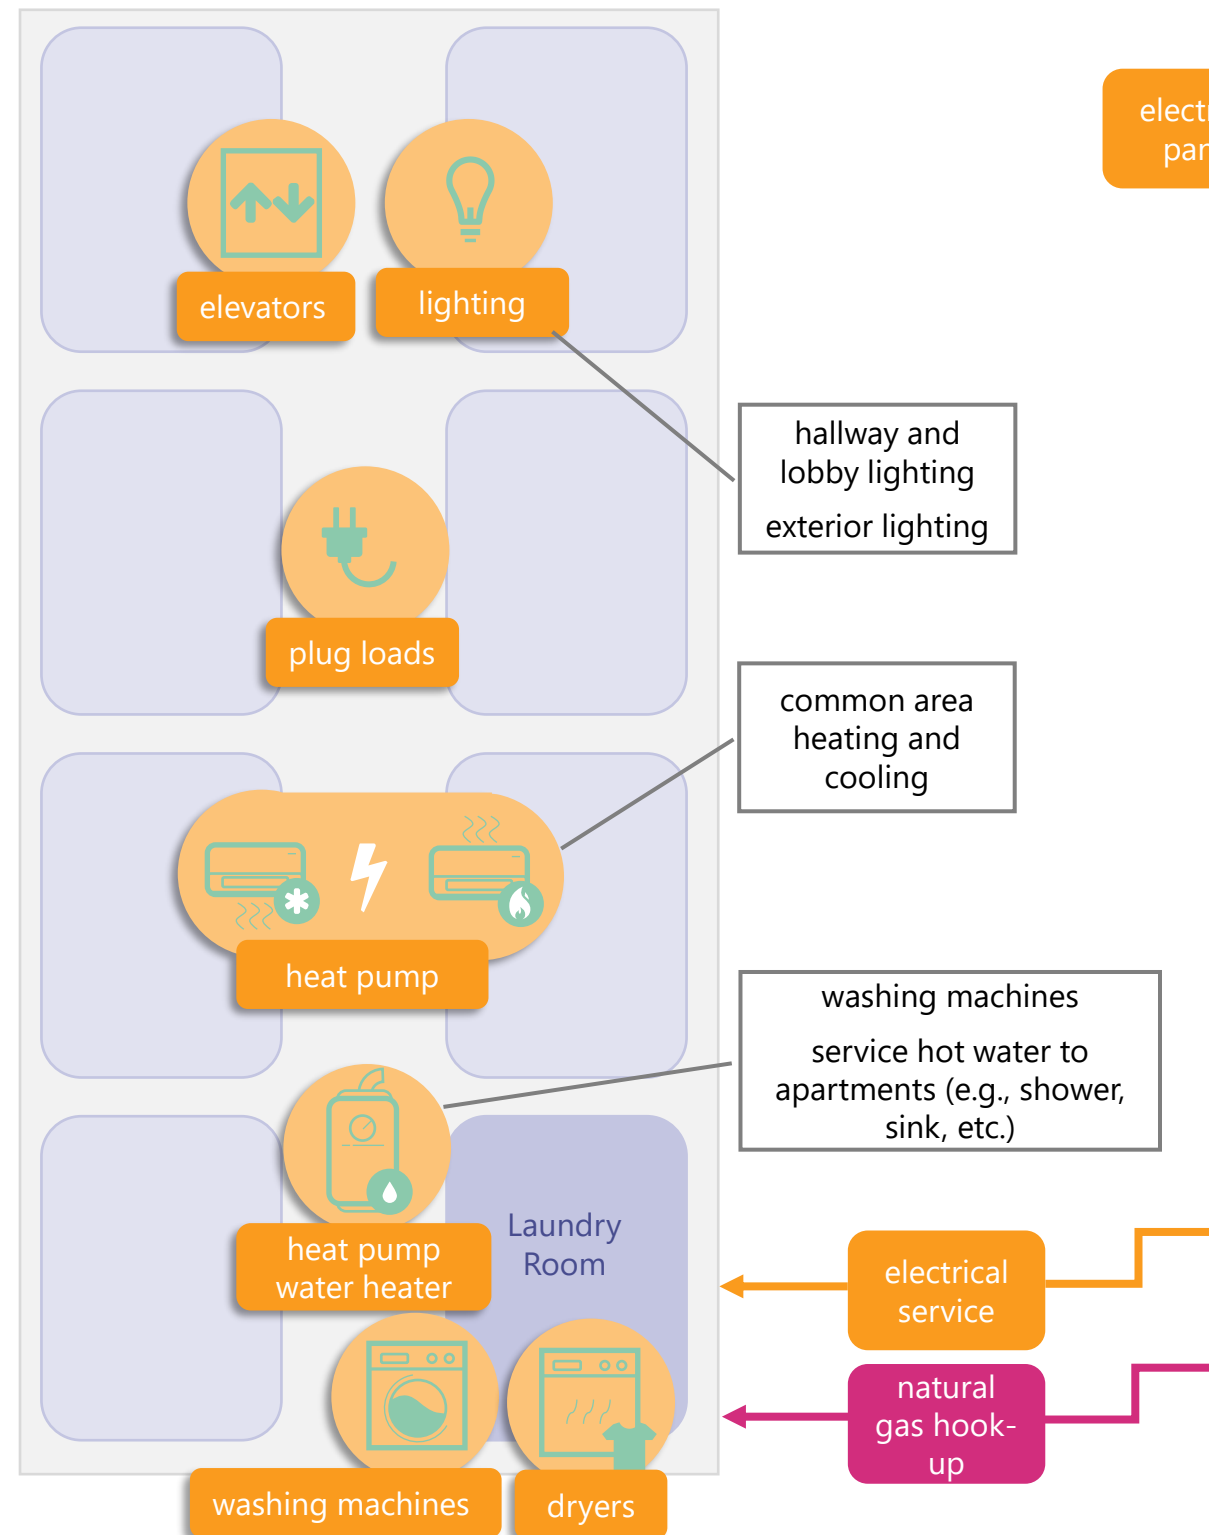 elevators
lighting
hallway and
lobby lighting
exterior lighting
plug loads
common area
heating and
cooling
heat pump
washing machines
service hot water to
apartments (e.g., shower,
sink, etc.)
heat pump
water heater
Laundry
Room
electrical
service
natural
gas hook-
up
washing machines
dryers